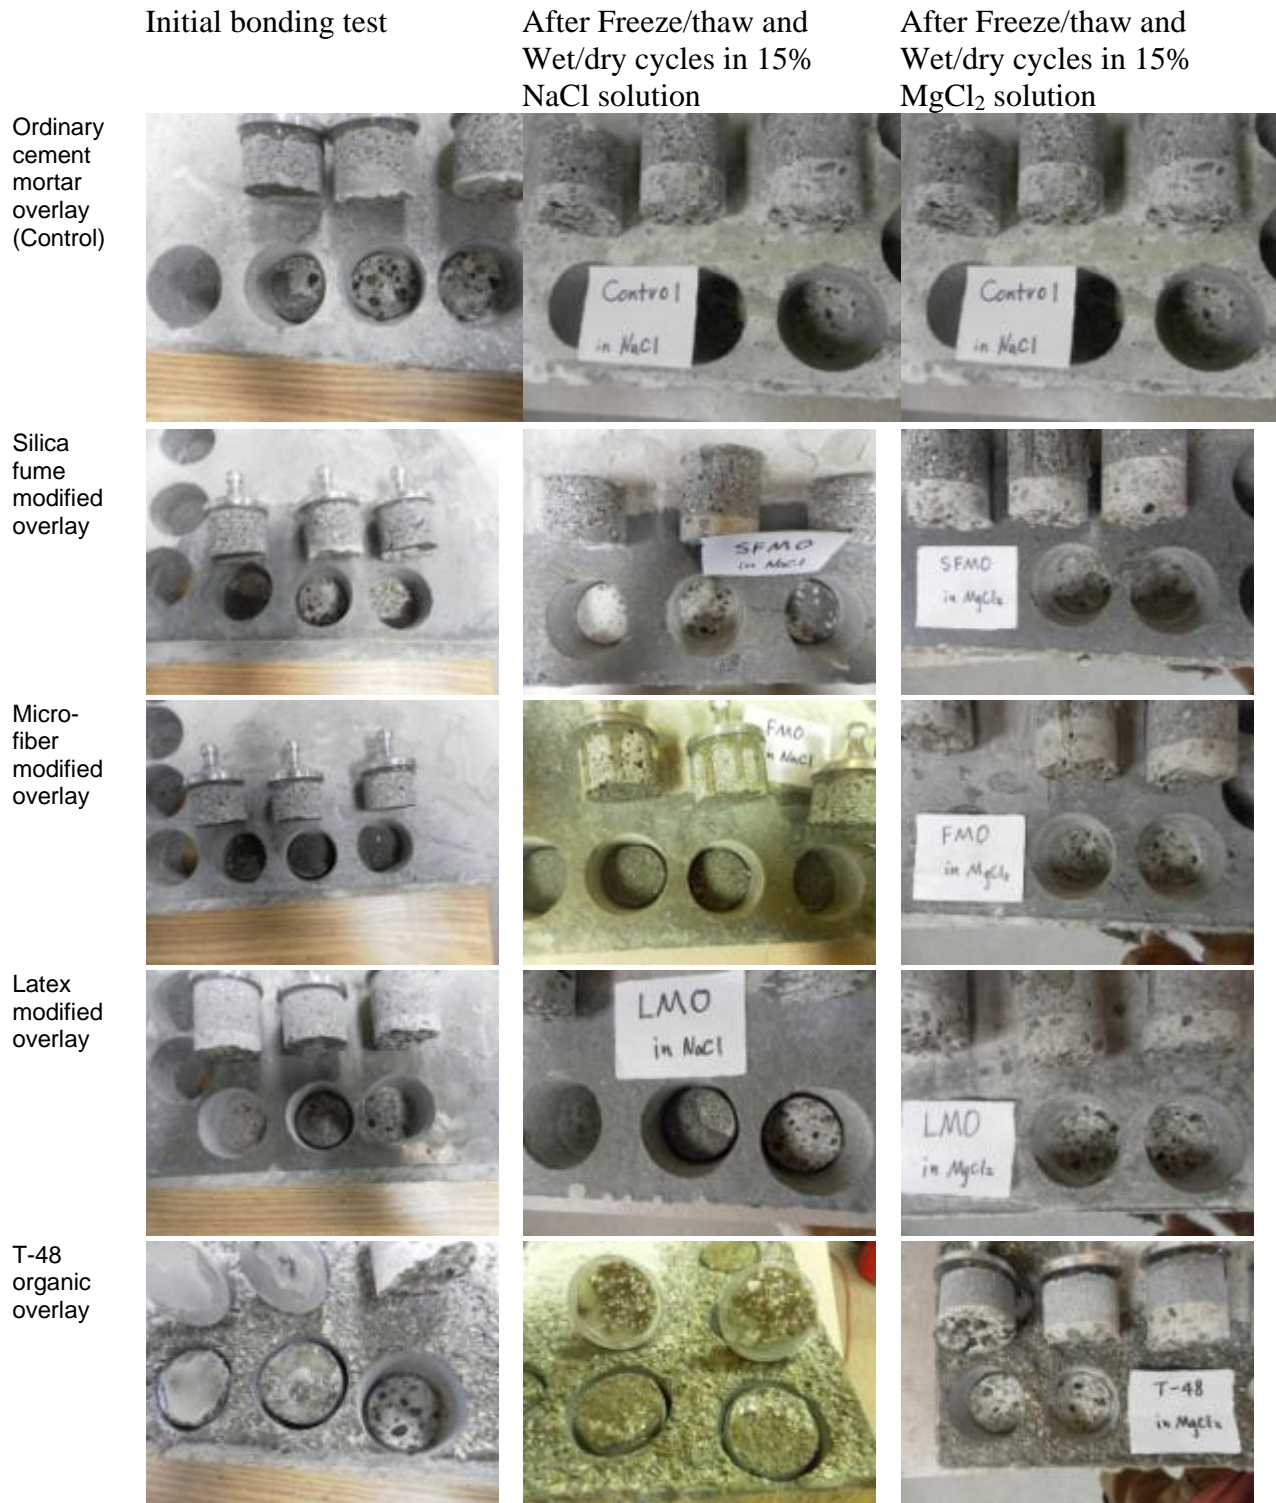 Initial bonding test
After Freeze/thaw and
Wet/dry cycles in 15%
NaCl solution
After Freeze/thaw and
Wet/dry cycles in 15%
MgCl₂ solution
Ordinary
cement
mortar
overlay
(Control)
Control
in NaCl
Control
in NaCl
Silica
fume
modified
overlay
SFMO
in NaCl
SFMO
in MgCl₂
Micro-
fiber
modified
overlay
FMO
in NaCl
FMO
in MgCl₂
Latex
modified
overlay
LMO
in NaCl
LMO
in MgCl₂
T-48
organic
overlay
T-48
in MgCl₂